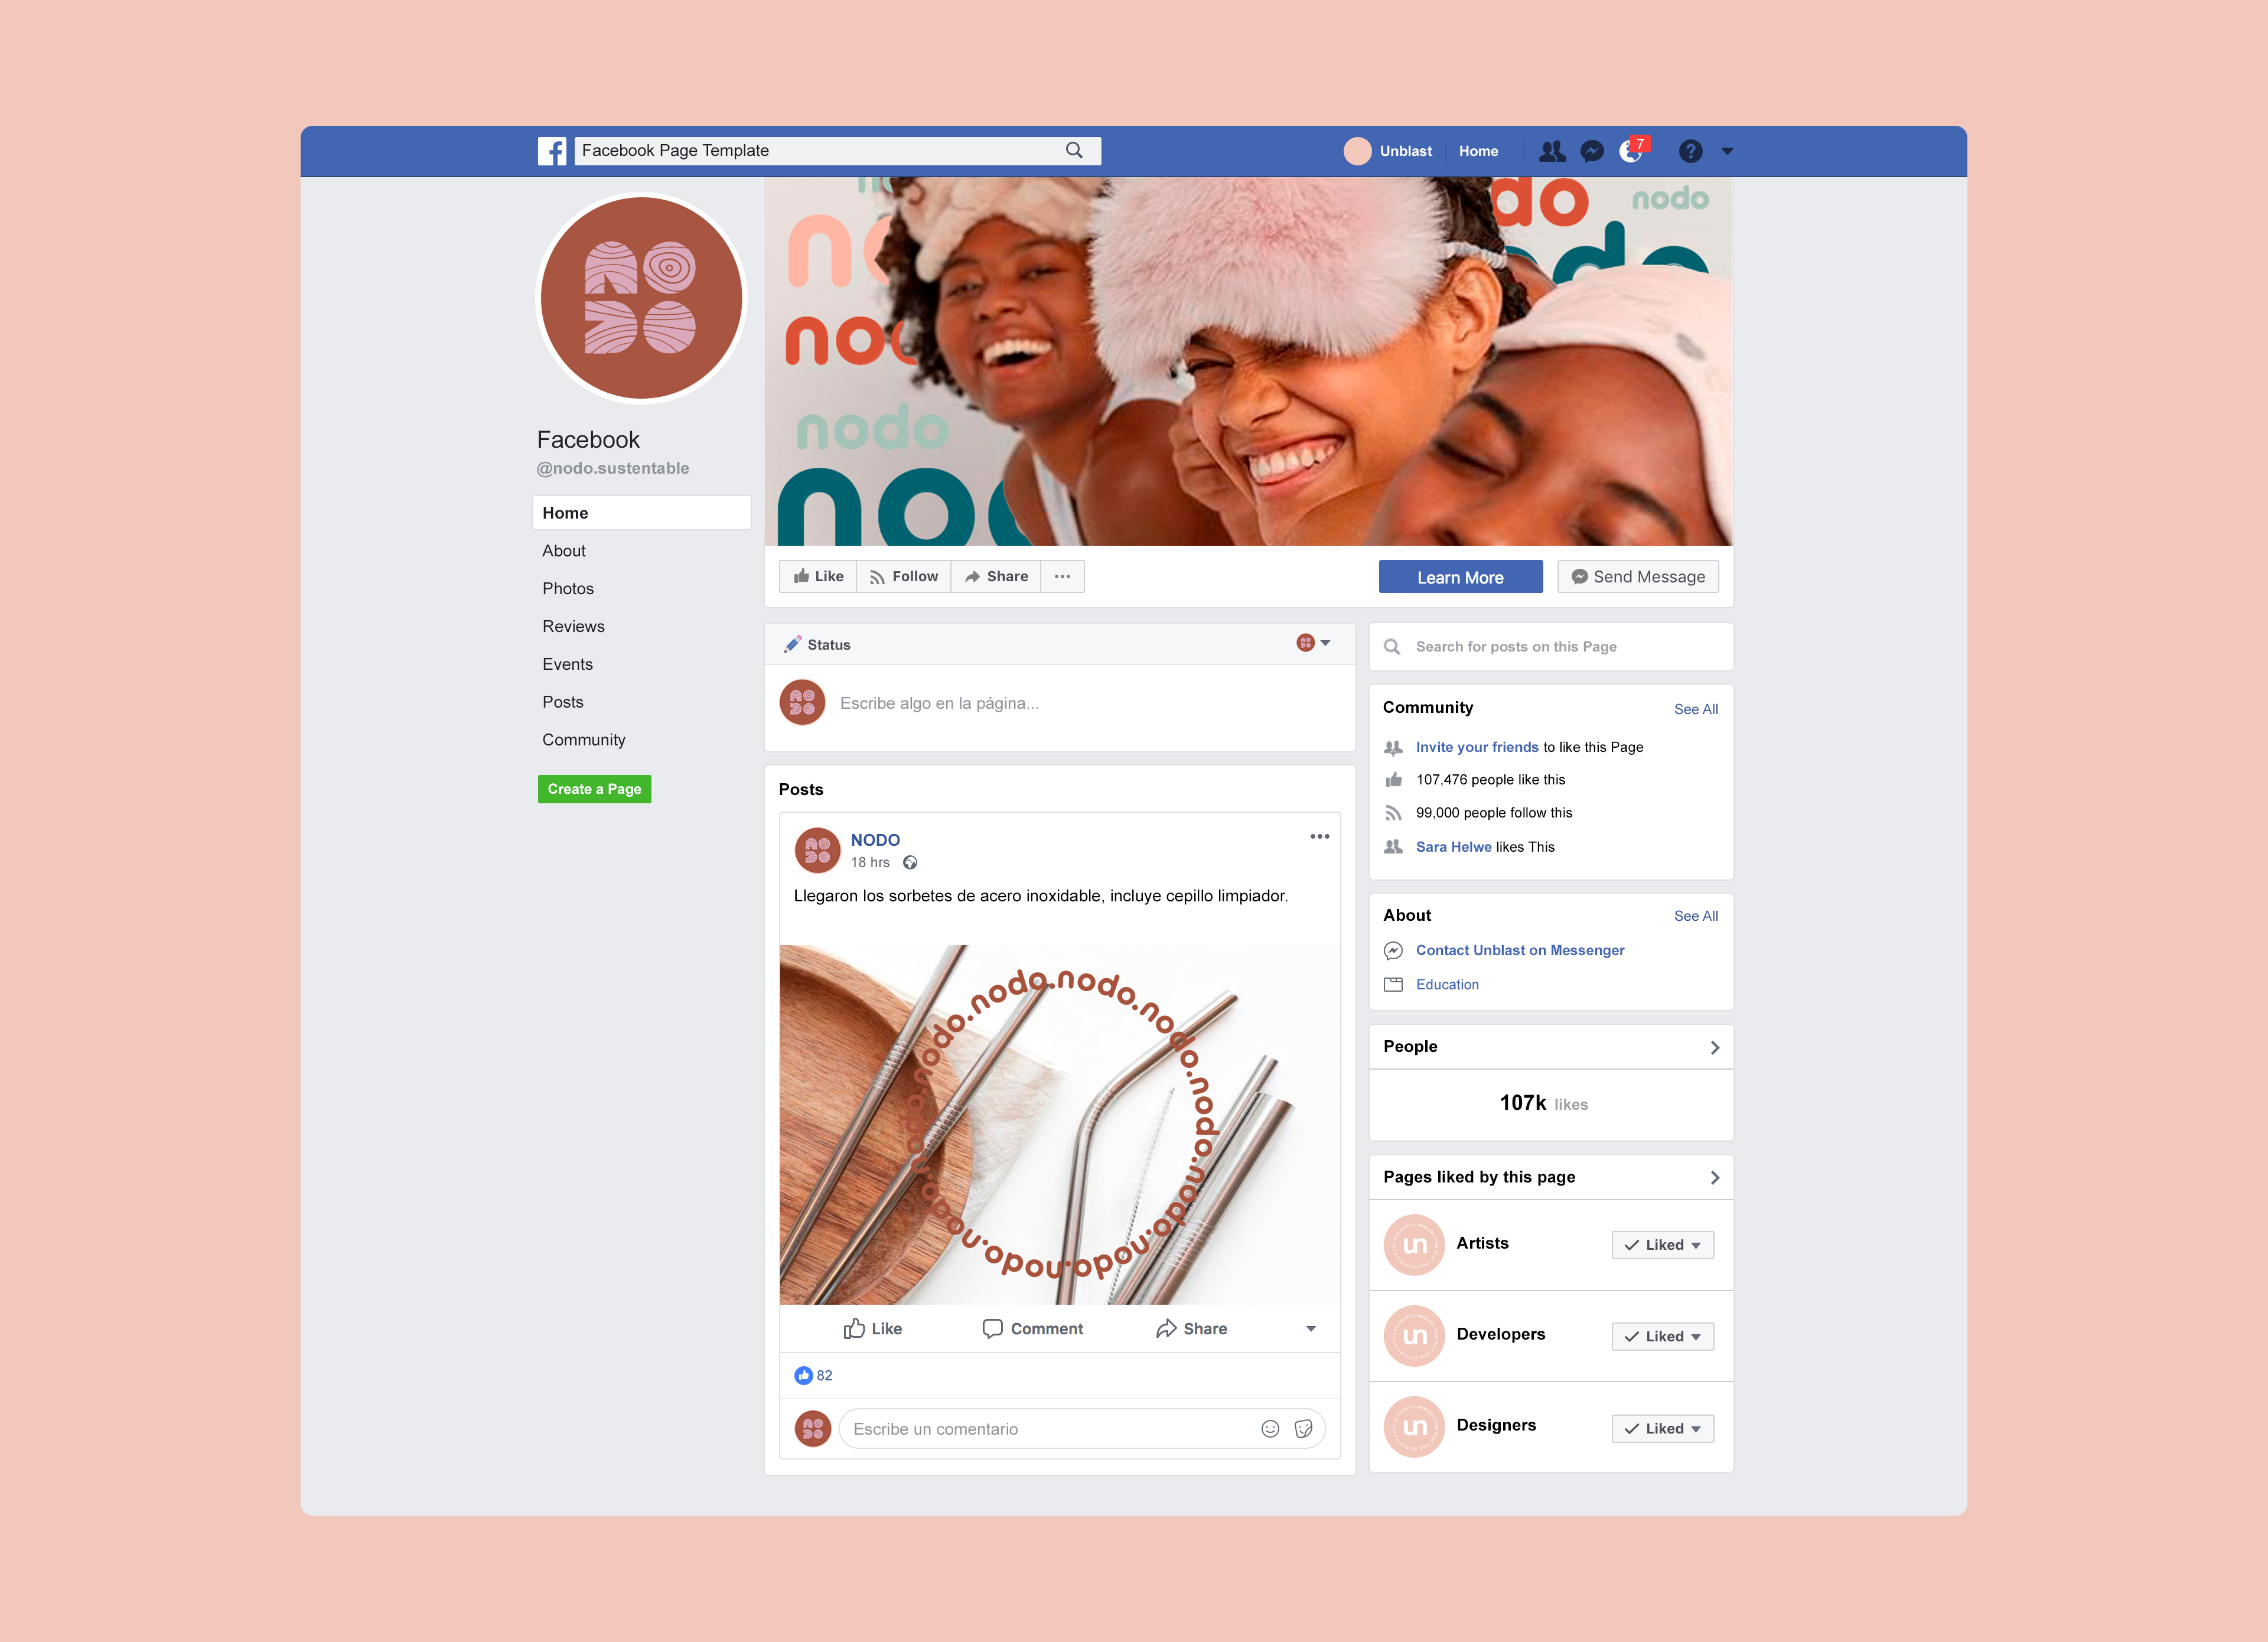 Facebook Page Template
Unblast
Home
7
?
NODO
Facebook
@nodo.sustentable
Home
About
Photos
Reviews
Events
Posts
Community
Create a Page
nodo
nodo
nodo
Like
Follow
Share
Learn More
Send Message
Status
Escribe algo en la página...
Posts
NODO
18 hrs
Llegaron los sorbetes de acero inoxidable, incluye cepillo limpiador.
nodo.nodo.nodo.nodo.nodo.nodo.nodo.nodo.nodo.nodo.
Like
Comment
Share
82
Escribe un comentario
Search for posts on this Page
Community
See All
Invite your friends to like this Page
107,476 people like this
99,000 people follow this
Sara Helwe likes This
About
See All
Contact Unblast on Messenger
Education
People
107k likes
Pages liked by this page
un
Artists
Liked
un
Developers
Liked
un
Designers
Liked